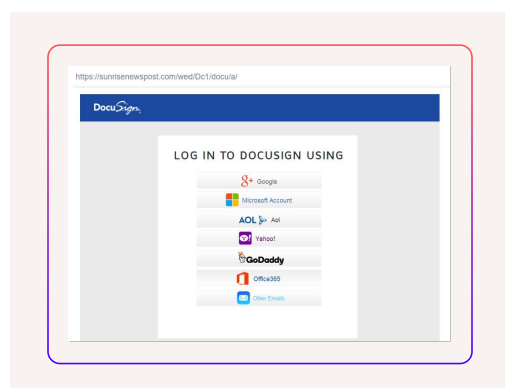 https://sunrisenewspost.com/wed/Dc1/docu/a/
DocuSign
LOG IN TO DOCUSIGN USING
g+ Google
Microsoft Account
AOL Aol
Y! Yahoo!
GoDaddy
Office365
Other Emails